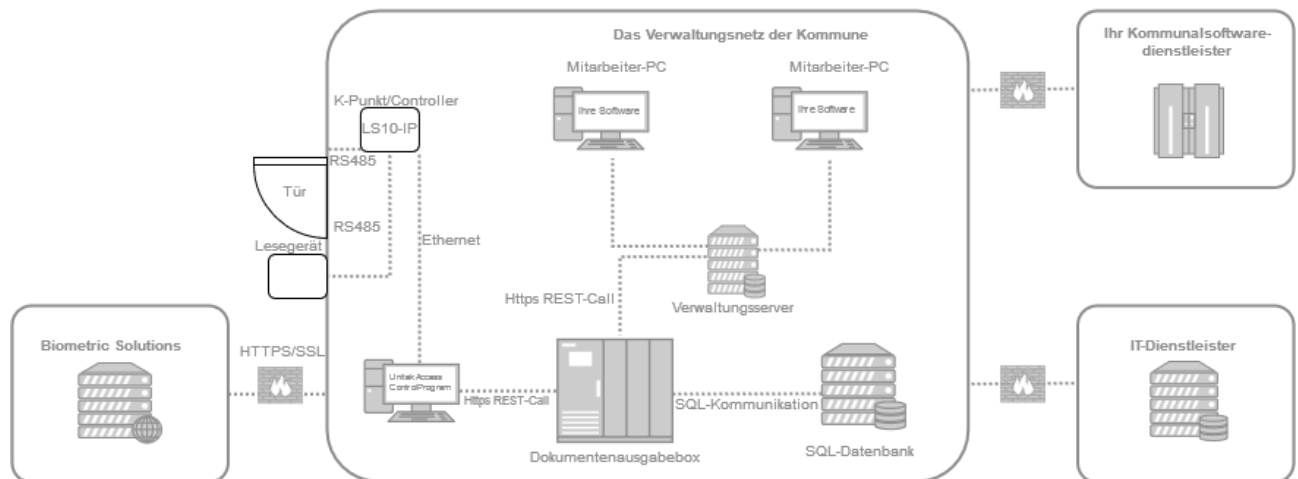 Das Verwaltungsnetz der Kommune
Ihr Kommunalsoftware-
dienstleister
Mitarbeiter-PC
Mitarbeiter-PC
K-Punkt/Controller
LS10-IP
Ihre Software
Ihre Software
RS485
Tür
RS485
Lesegerät
Ethernet
Https REST-Call
Verwaltungsserver
Biometric Solutions
HTTPS/SSL
IT-Dienstleister
Unitek Access
ControlProgram
Https REST-Call
SQL-Kommunikation
Dokumentenausgabebox
SQL-Datenbank